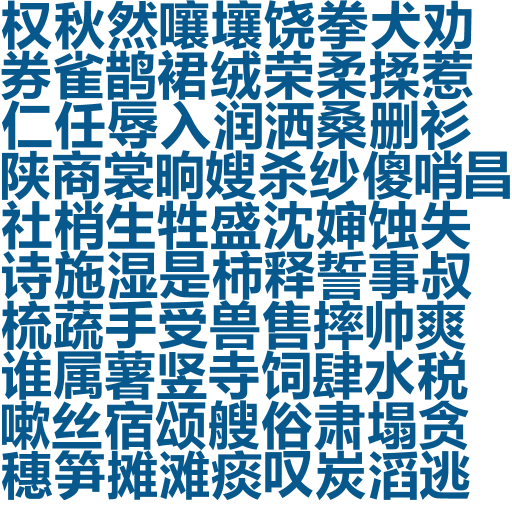 权秋然嚷壤饶拳犬劝
券雀鹊裙绒荣柔揉惹
仁任辱入润洒桑删衫
陕商裳晌嫂杀纱傻哨昌
社梢生牲盛沈婶蚀失
诗施湿是柿释誓事叔
梳蔬手受兽售摔帅爽
谁属薯竖寺饲肆水税
嗽丝宿颂艘俗肃塌贪
穗笋摊滩痰叹炭滔逃